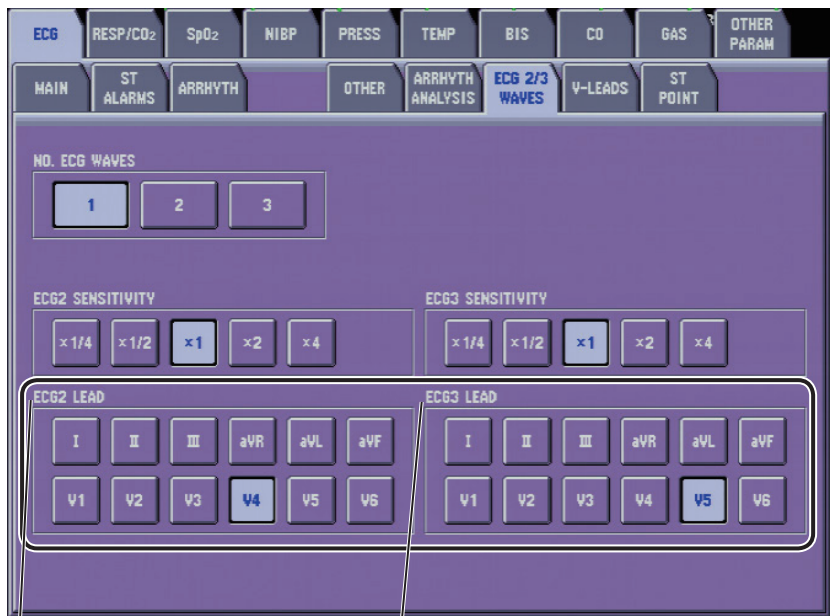 ECG RESP/CO2 SpO2 NIBP PRESS TEMP BIS CO GAS OTHER PARAM
MAIN ST ALARMS ARRHYTH OTHER ARRHYTH ANALYSIS ECG 2/3 WAVES V-LEADS ST POINT
NO. ECG WAVES
1 2 3
ECG2 SENSITIVITY ECG3 SENSITIVITY
×1/4 ×1/2 ×1 ×2 ×4 ×1/4 ×1/2 ×1 ×2 ×4
ECG2 LEAD ECG3 LEAD
I II III aVR aVL aVF I II III aVR aVL aVF
V1 V2 V3 V4 V5 V6 V1 V2 V3 V4 V5 V6